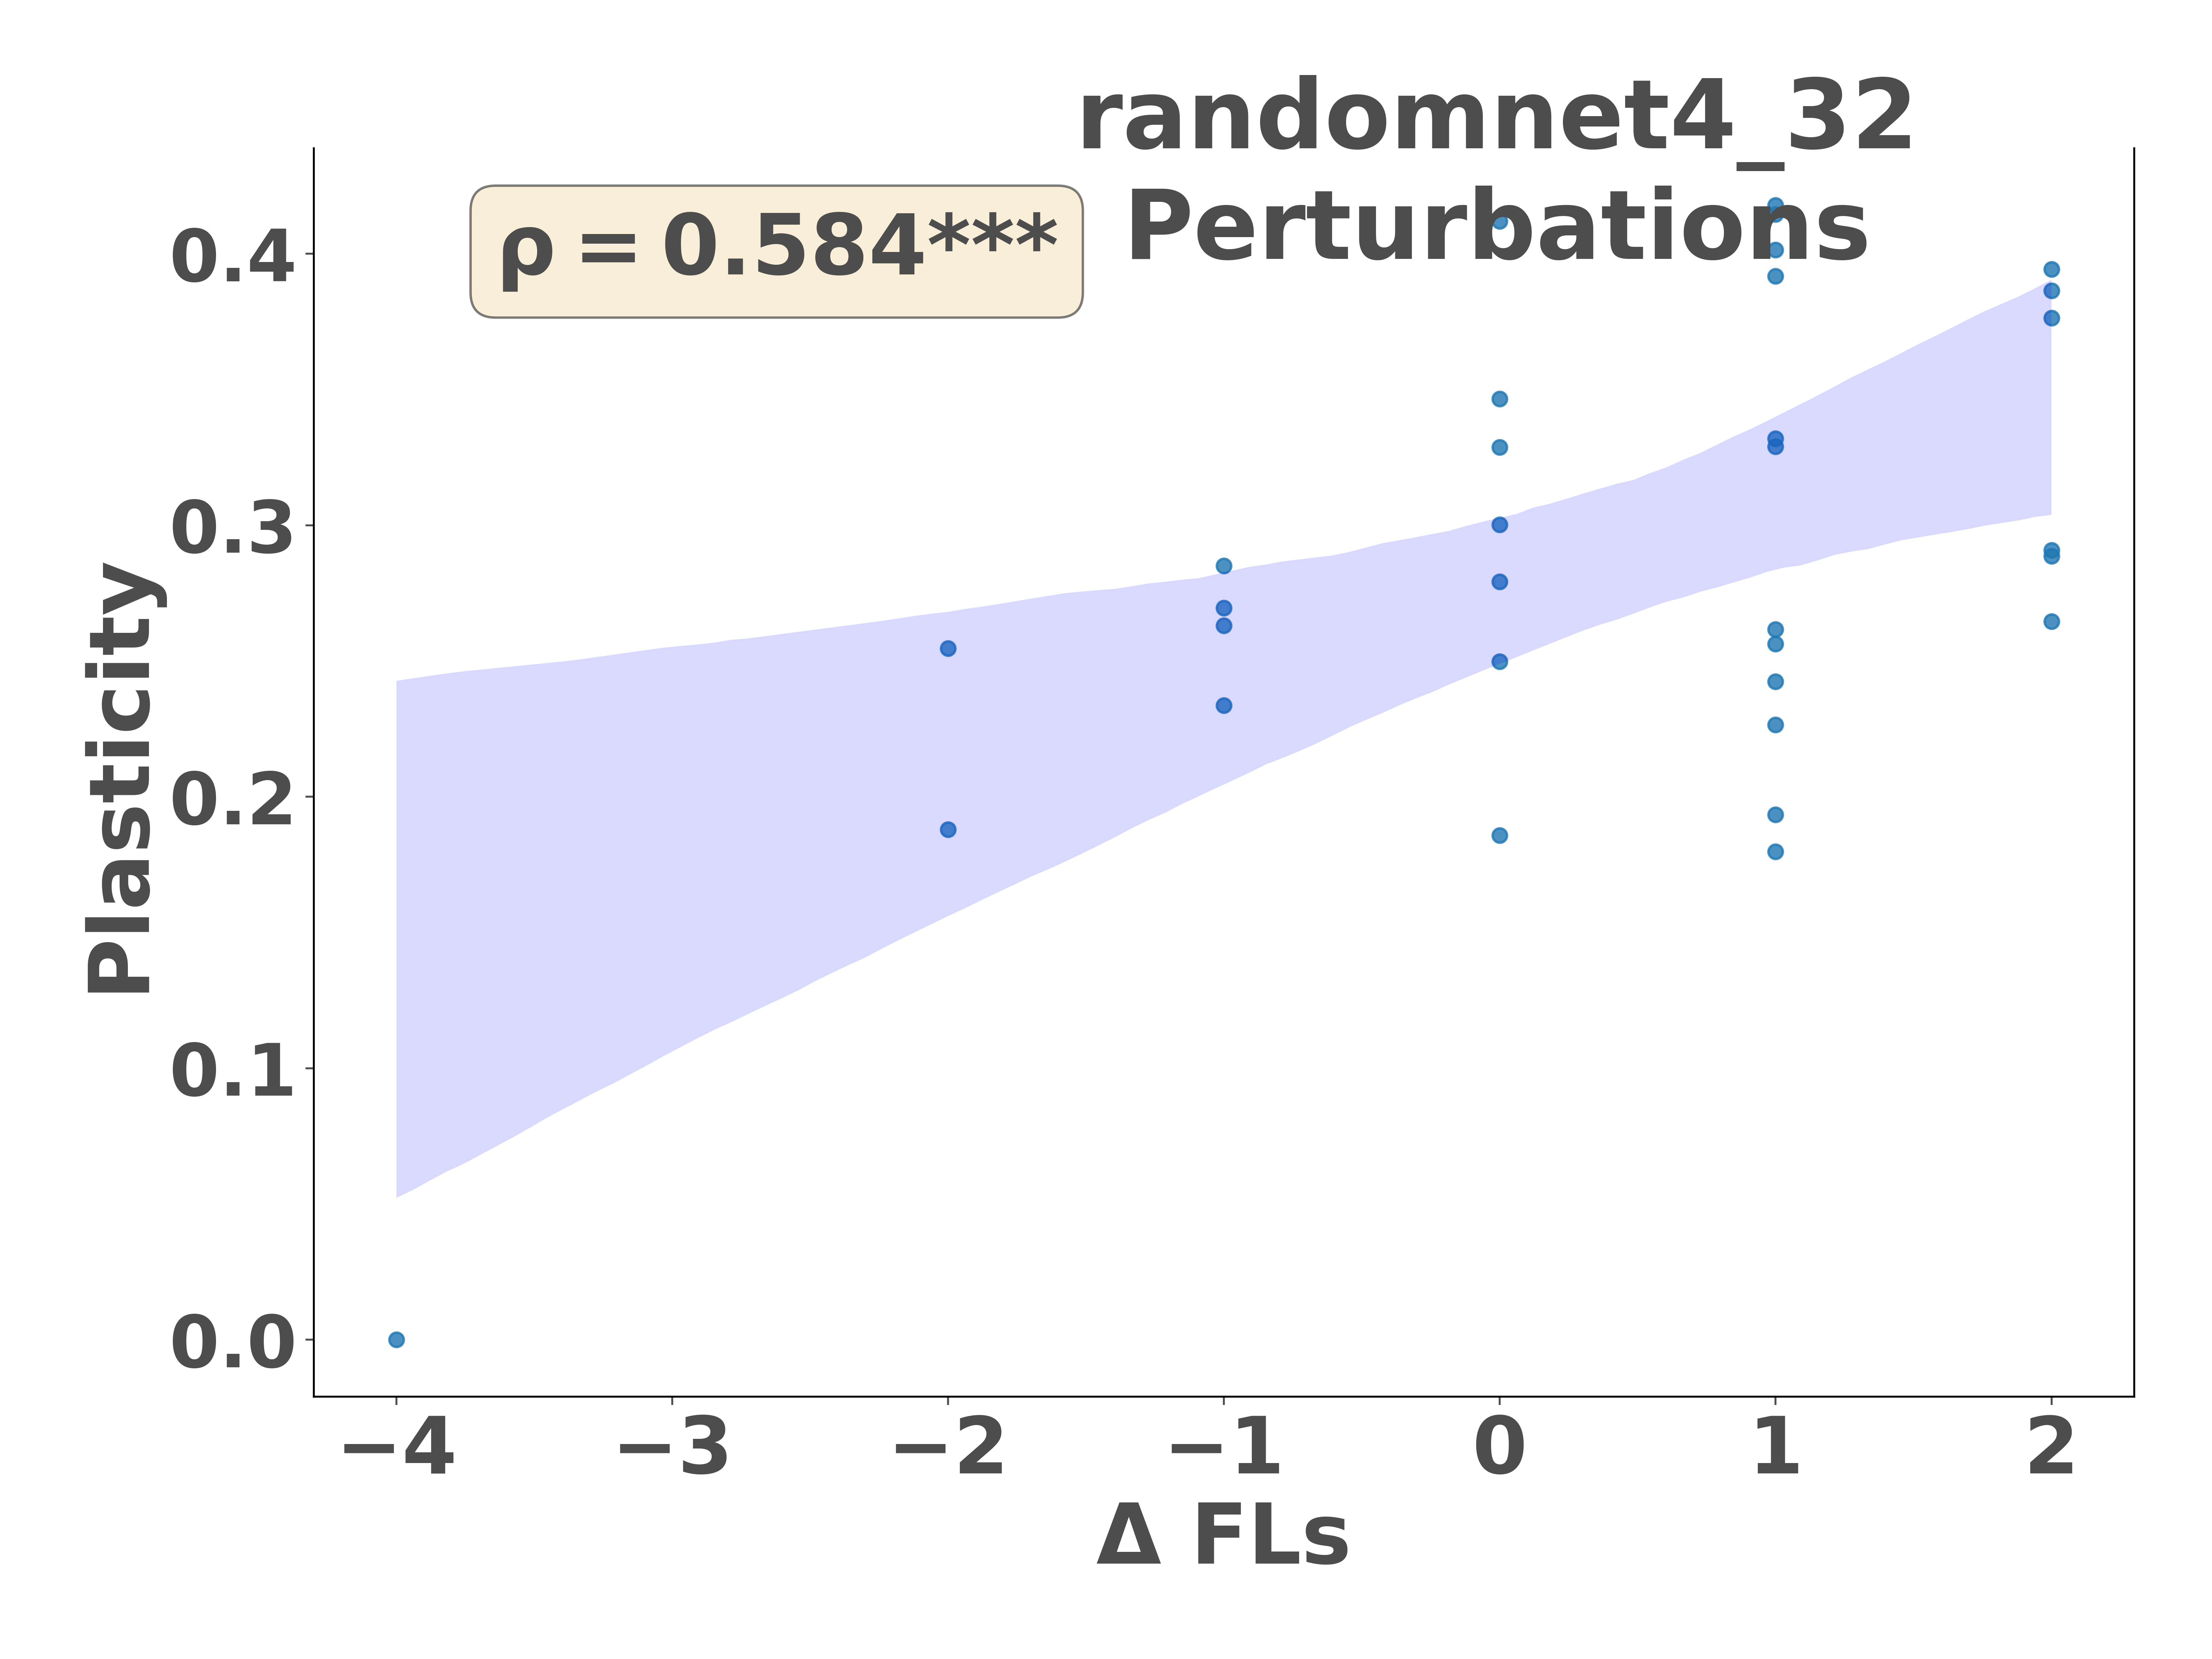 randomnet4_32
Perturbations
ρ = 0.584***
Plasticity
0.4
0.3
0.2
0.1
0.0
−4 −3 −2 −1 0 1 2
Δ FLs